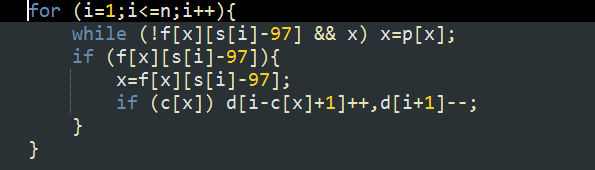 for (i=1;i<=n;i++){
while (!f[x][s[i]-97] && x) x=p[x];
if (f[x][s[i]-97]){
x=f[x][s[i]-97];
if (c[x]) d[i-c[x]+1]++,d[i+1]--;
}
}